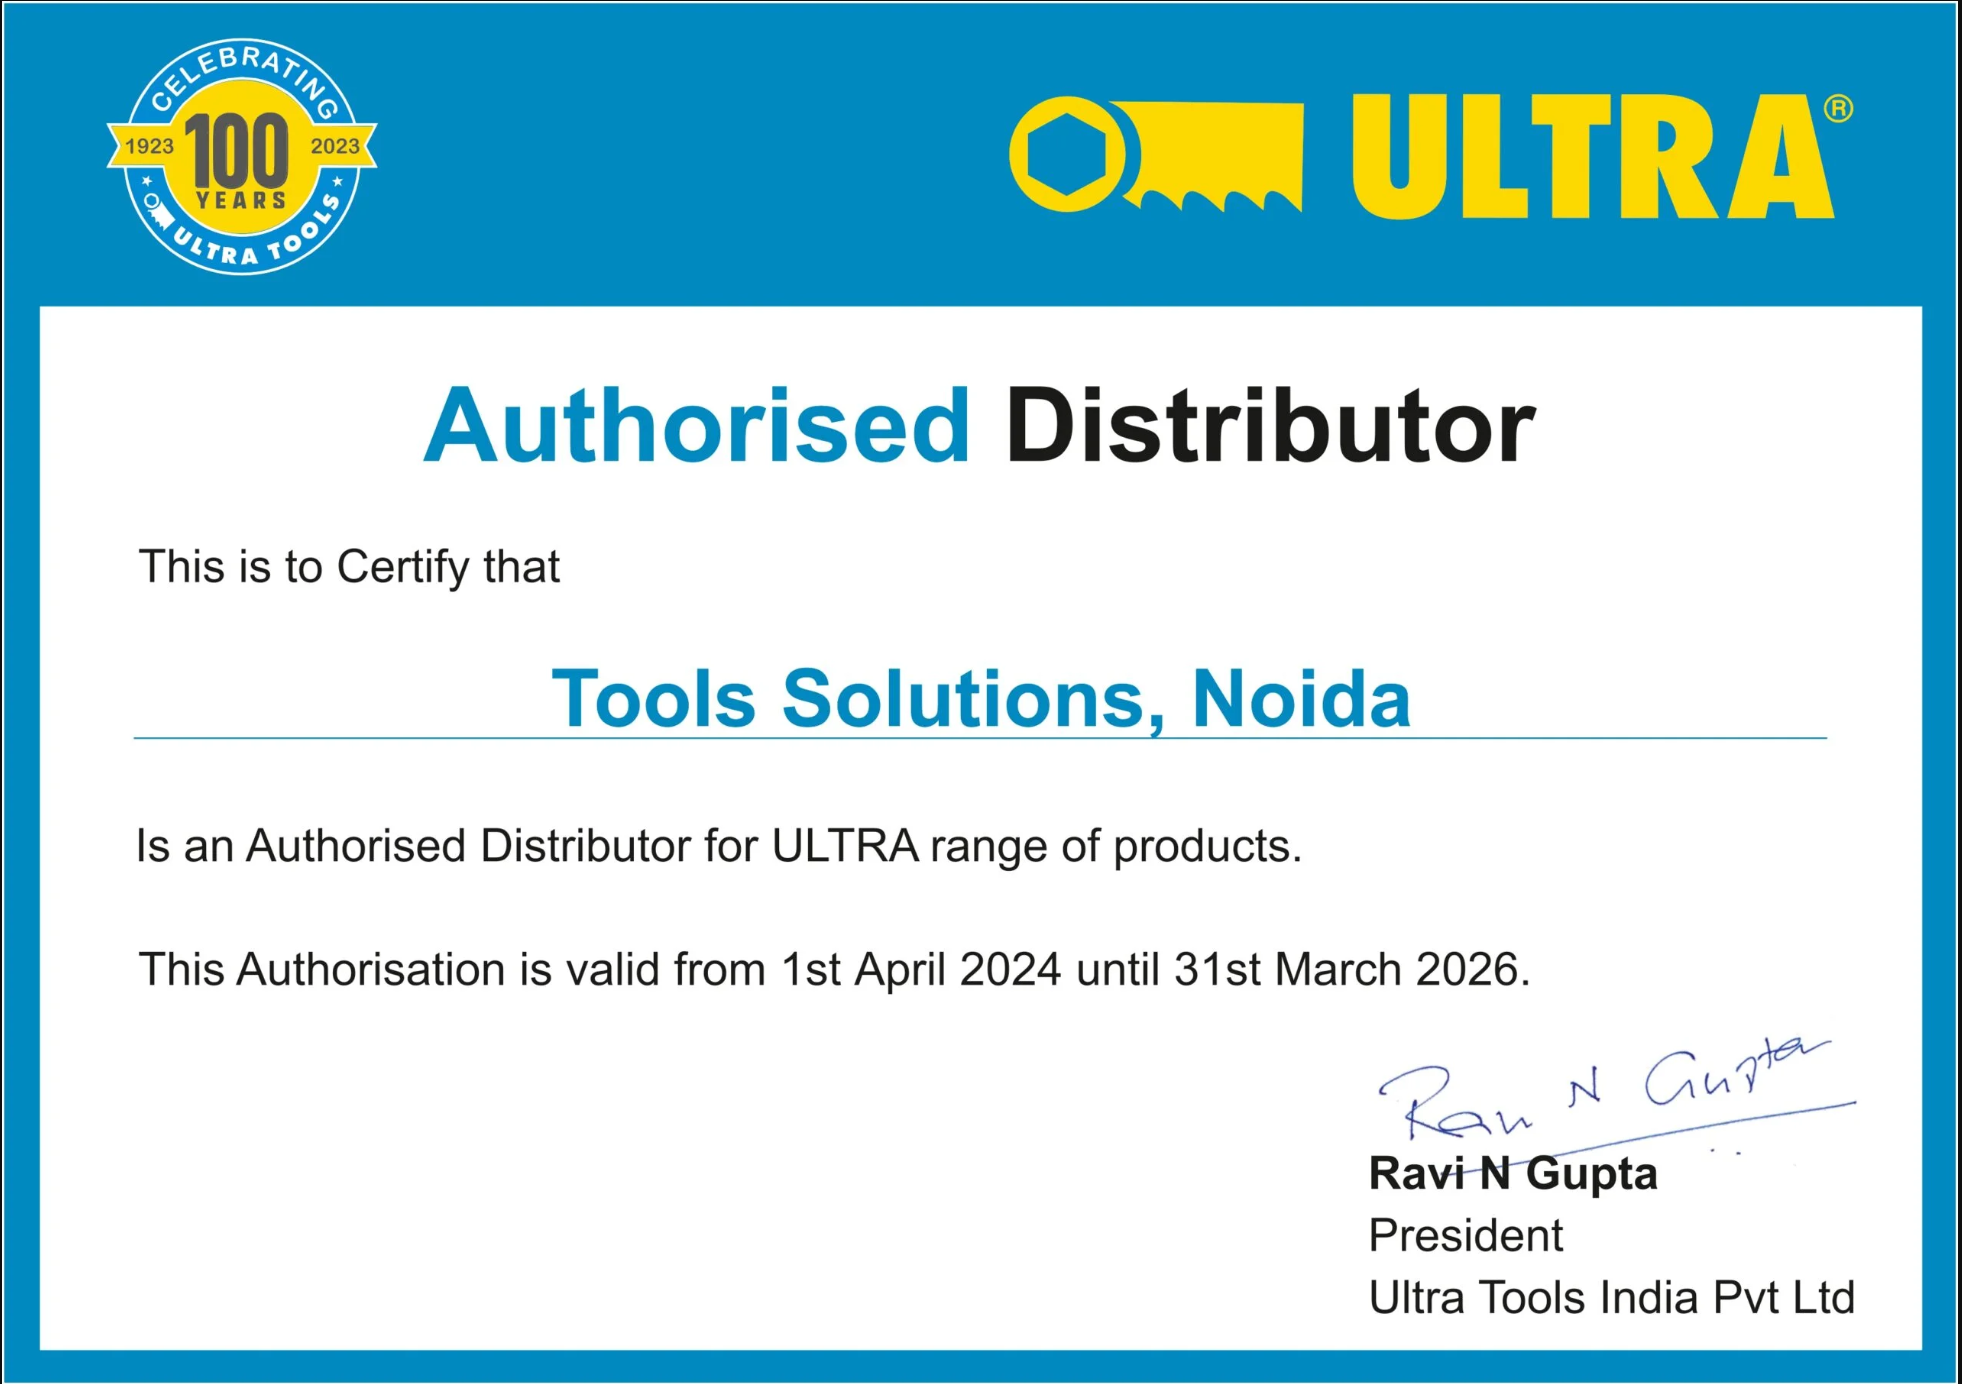 CELEBRATING
1923 100 2023
YEARS
ULTRA TOOLS
ULTRA®
Authorised Distributor
This is to Certify that
Tools Solutions, Noida
Is an Authorised Distributor for ULTRA range of products.
This Authorisation is valid from 1st April 2024 until 31st March 2026.
Ravi N Gupta
Ravi N Gupta
President
Ultra Tools India Pvt Ltd